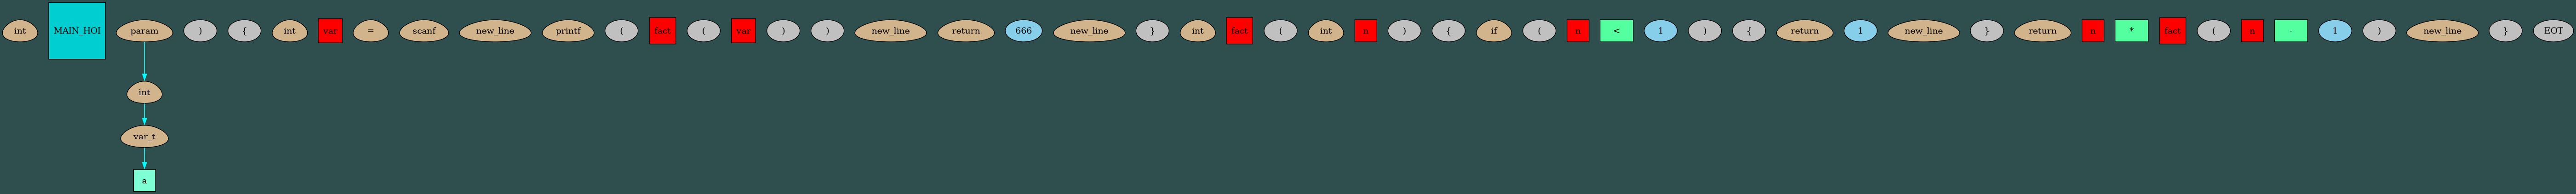 int MAIN_HOI param ) { int var = scanf new_line printf ( fact ( var ) ) new_line return 666 new_line } int fact ( int n ) { if ( n < 1 ) { return 1 new_line } return n * fact ( n - 1 ) new_line } EOT
int
var_t
a